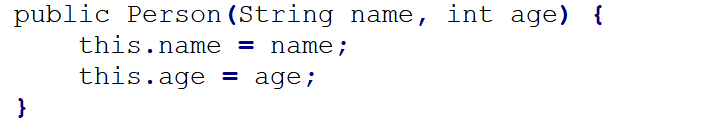 public Person(String name, int age) {
    this.name = name;
    this.age = age;
}